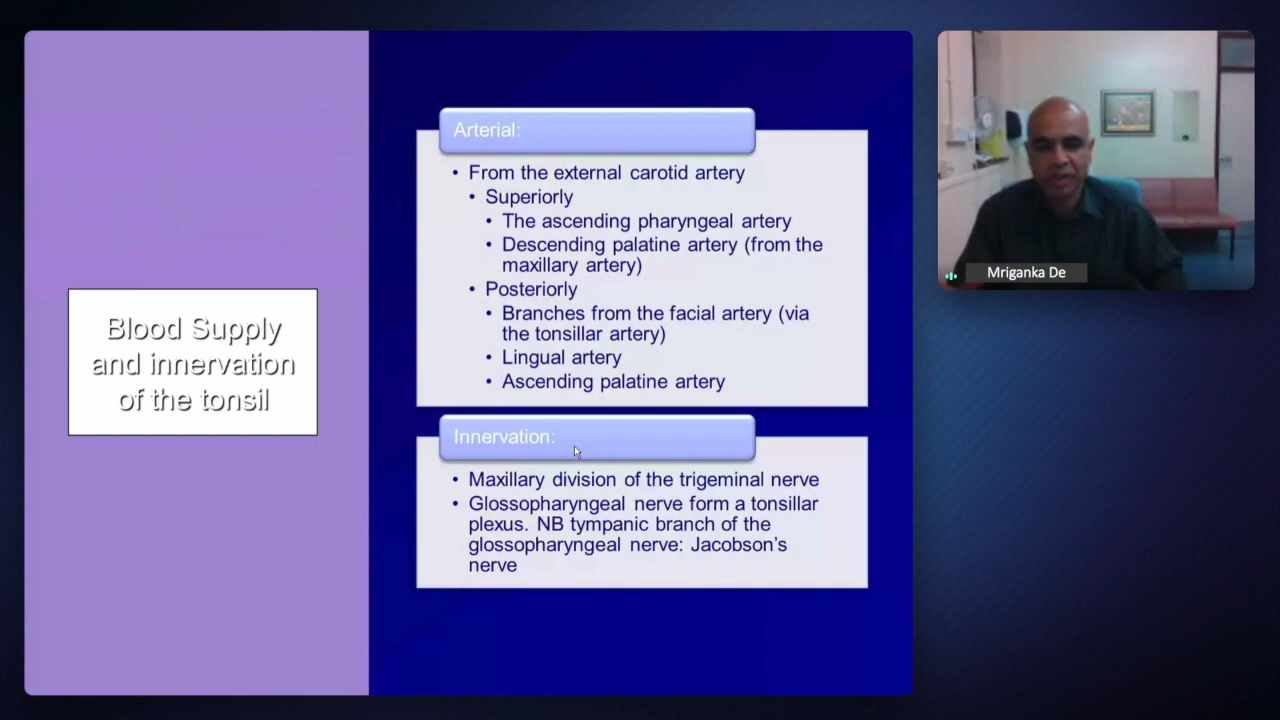 Blood Supply
and innervation
of the tonsil
Arterial:
• From the external carotid artery
• Superiorly
• The ascending pharyngeal artery
• Descending palatine artery (from the
maxillary artery)
• Posteriorly
• Branches from the facial artery (via
the tonsillar artery)
• Lingual artery
• Ascending palatine artery
Innervation:
• Maxillary division of the trigeminal nerve
• Glossopharyngeal nerve form a tonsillar
plexus. NB tympanic branch of the
glossopharyngeal nerve: Jacobson's
nerve
Mriganka De